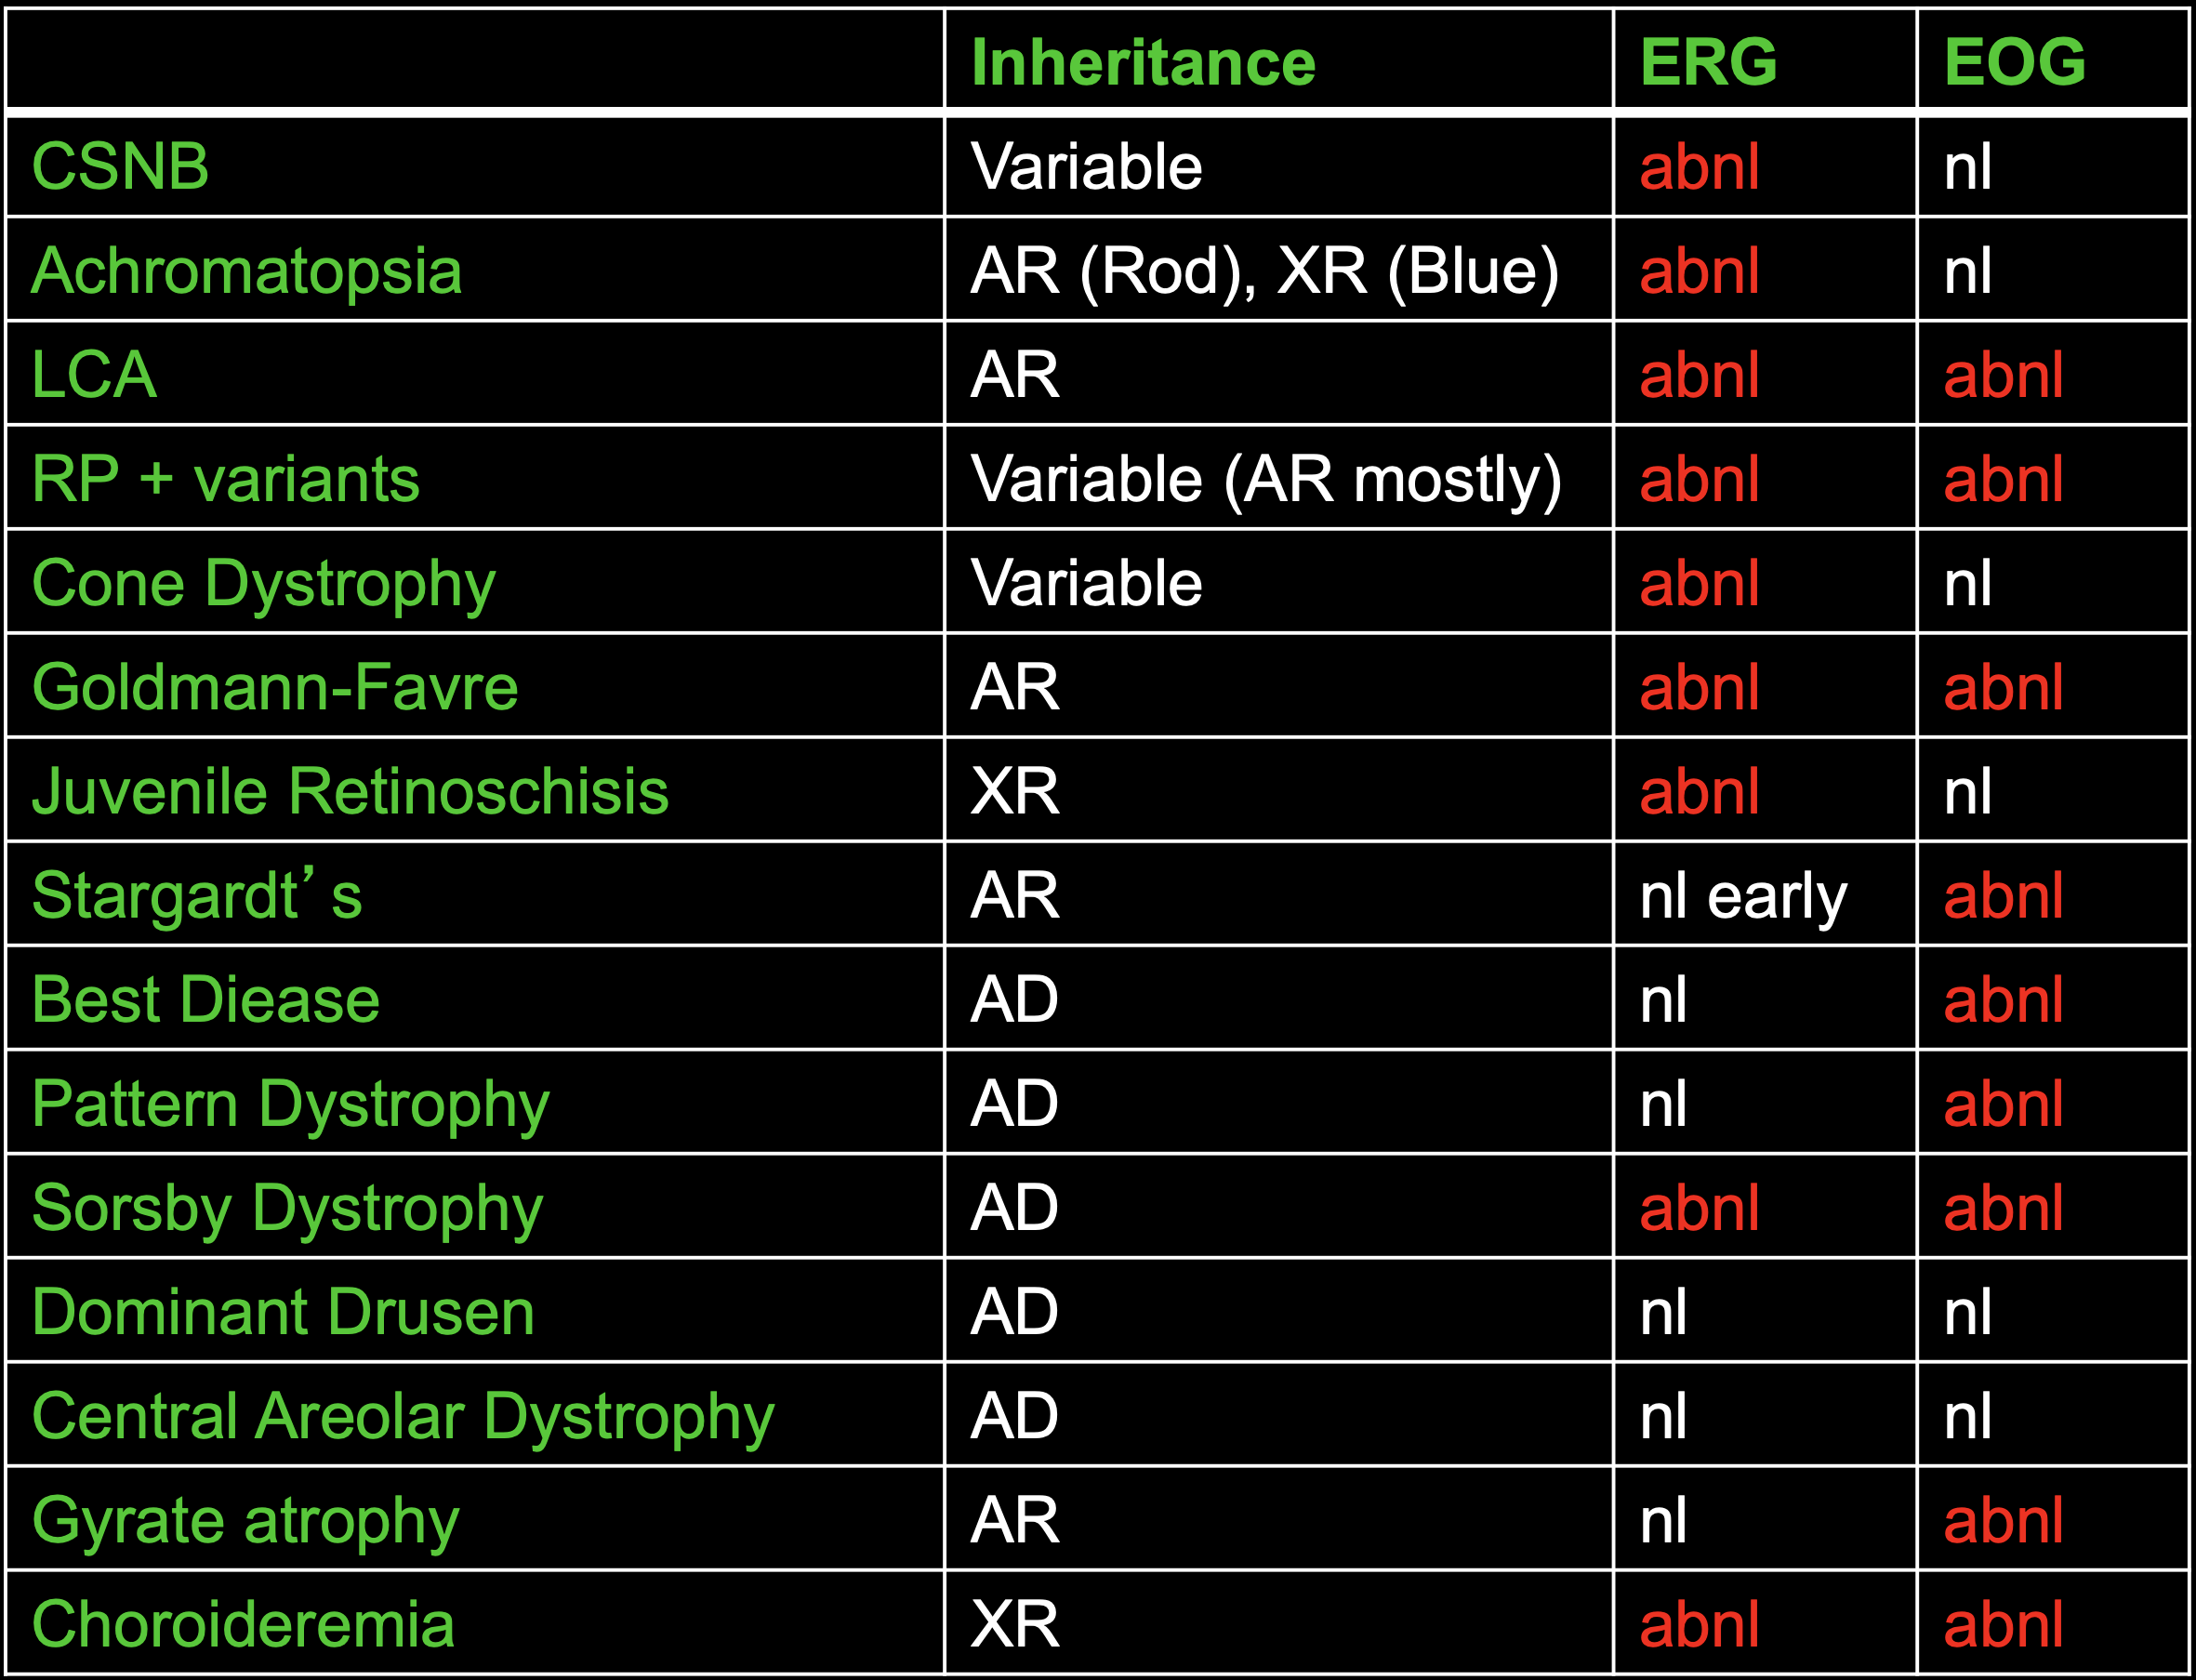 Inheritance ERG EOG
CSNB Variable abnl nl
Achromatopsia AR (Rod), XR (Blue) abnl nl
LCA AR abnl abnl
RP + variants Variable (AR mostly) abnl abnl
Cone Dystrophy Variable abnl nl
Goldmann-Favre AR abnl abnl
Juvenile Retinoschisis XR abnl nl
Stargardt’s AR nl early abnl
Best Diease AD nl abnl
Pattern Dystrophy AD nl abnl
Sorsby Dystrophy AD abnl abnl
Dominant Drusen AD nl nl
Central Areolar Dystrophy AD nl nl
Gyrate atrophy AR nl abnl
Choroideremia XR abnl abnl